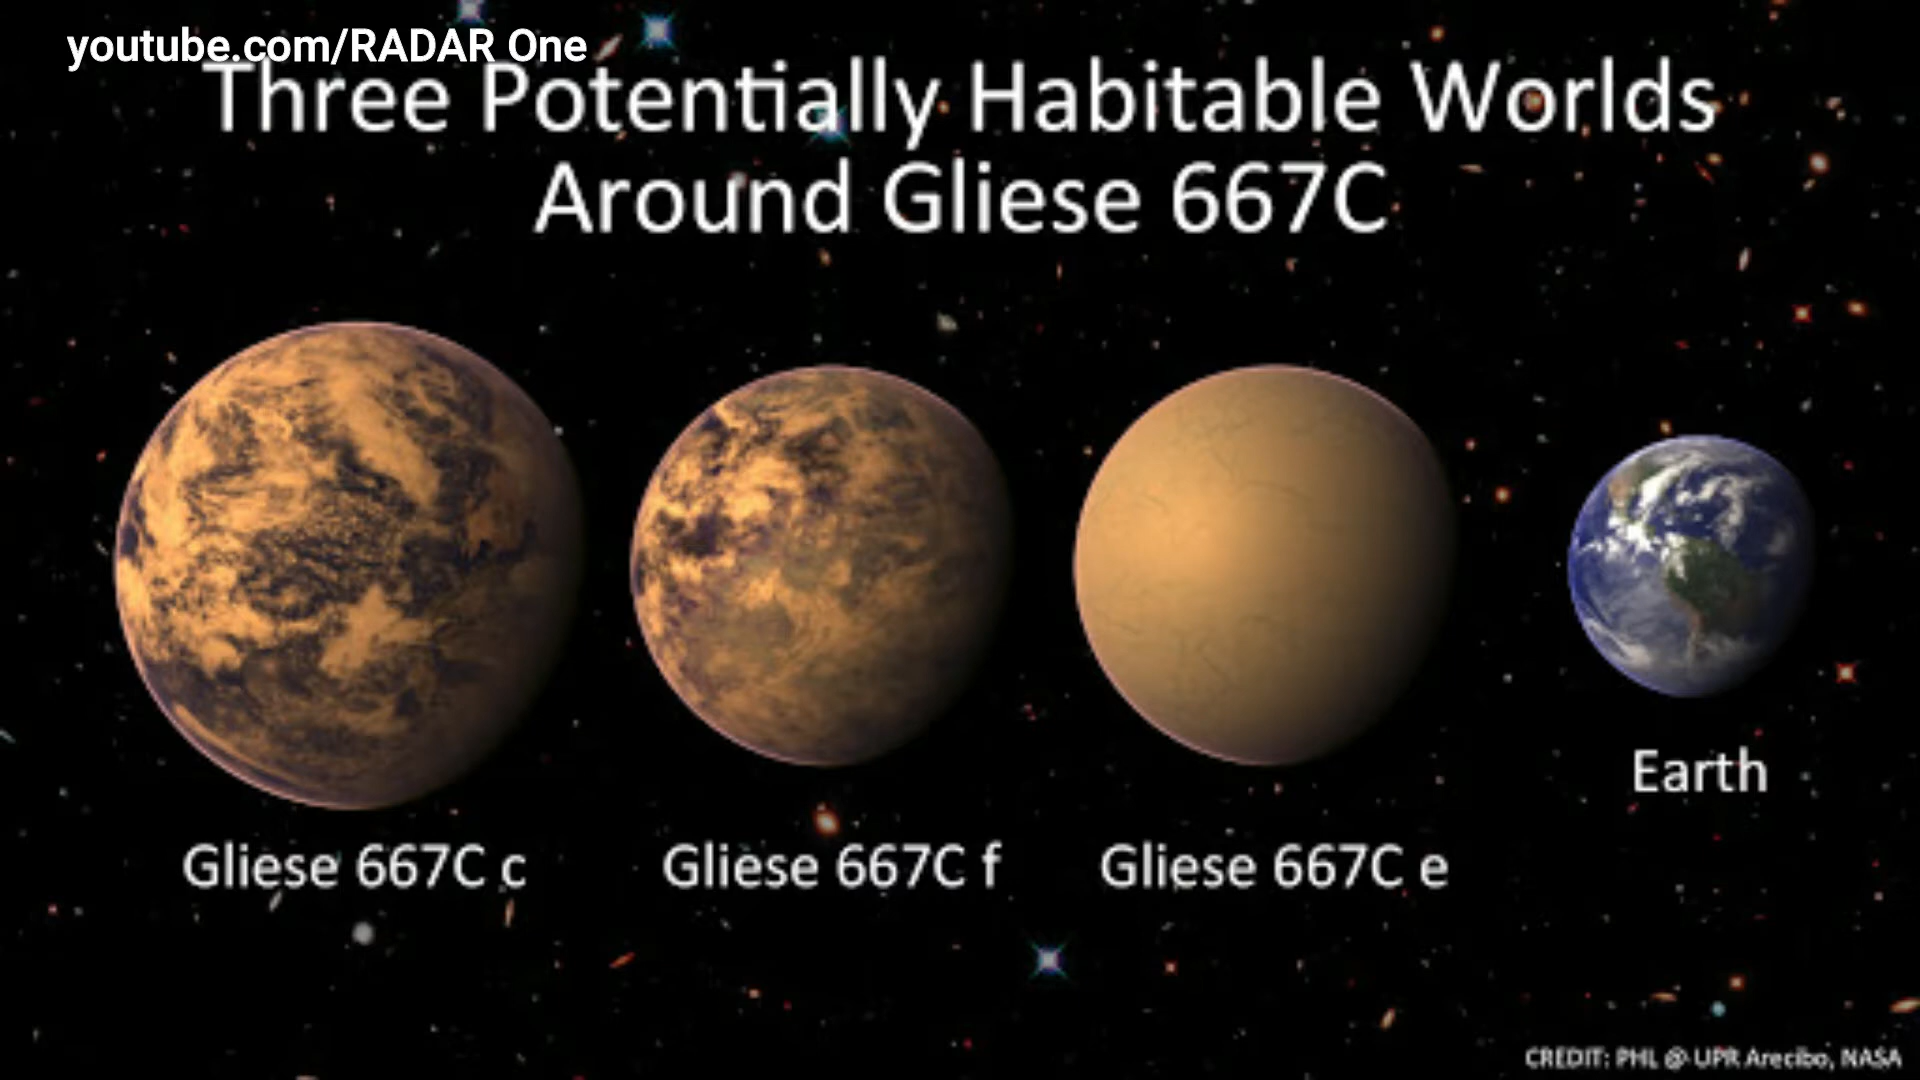 youtube.com/RADAR One
Three Potentially Habitable Worlds
Around Gliese 667C
Earth
Gliese 667C c
Gliese 667C f
Gliese 667C e
CREDIT: PHL @ UPR Arecibo, NASA